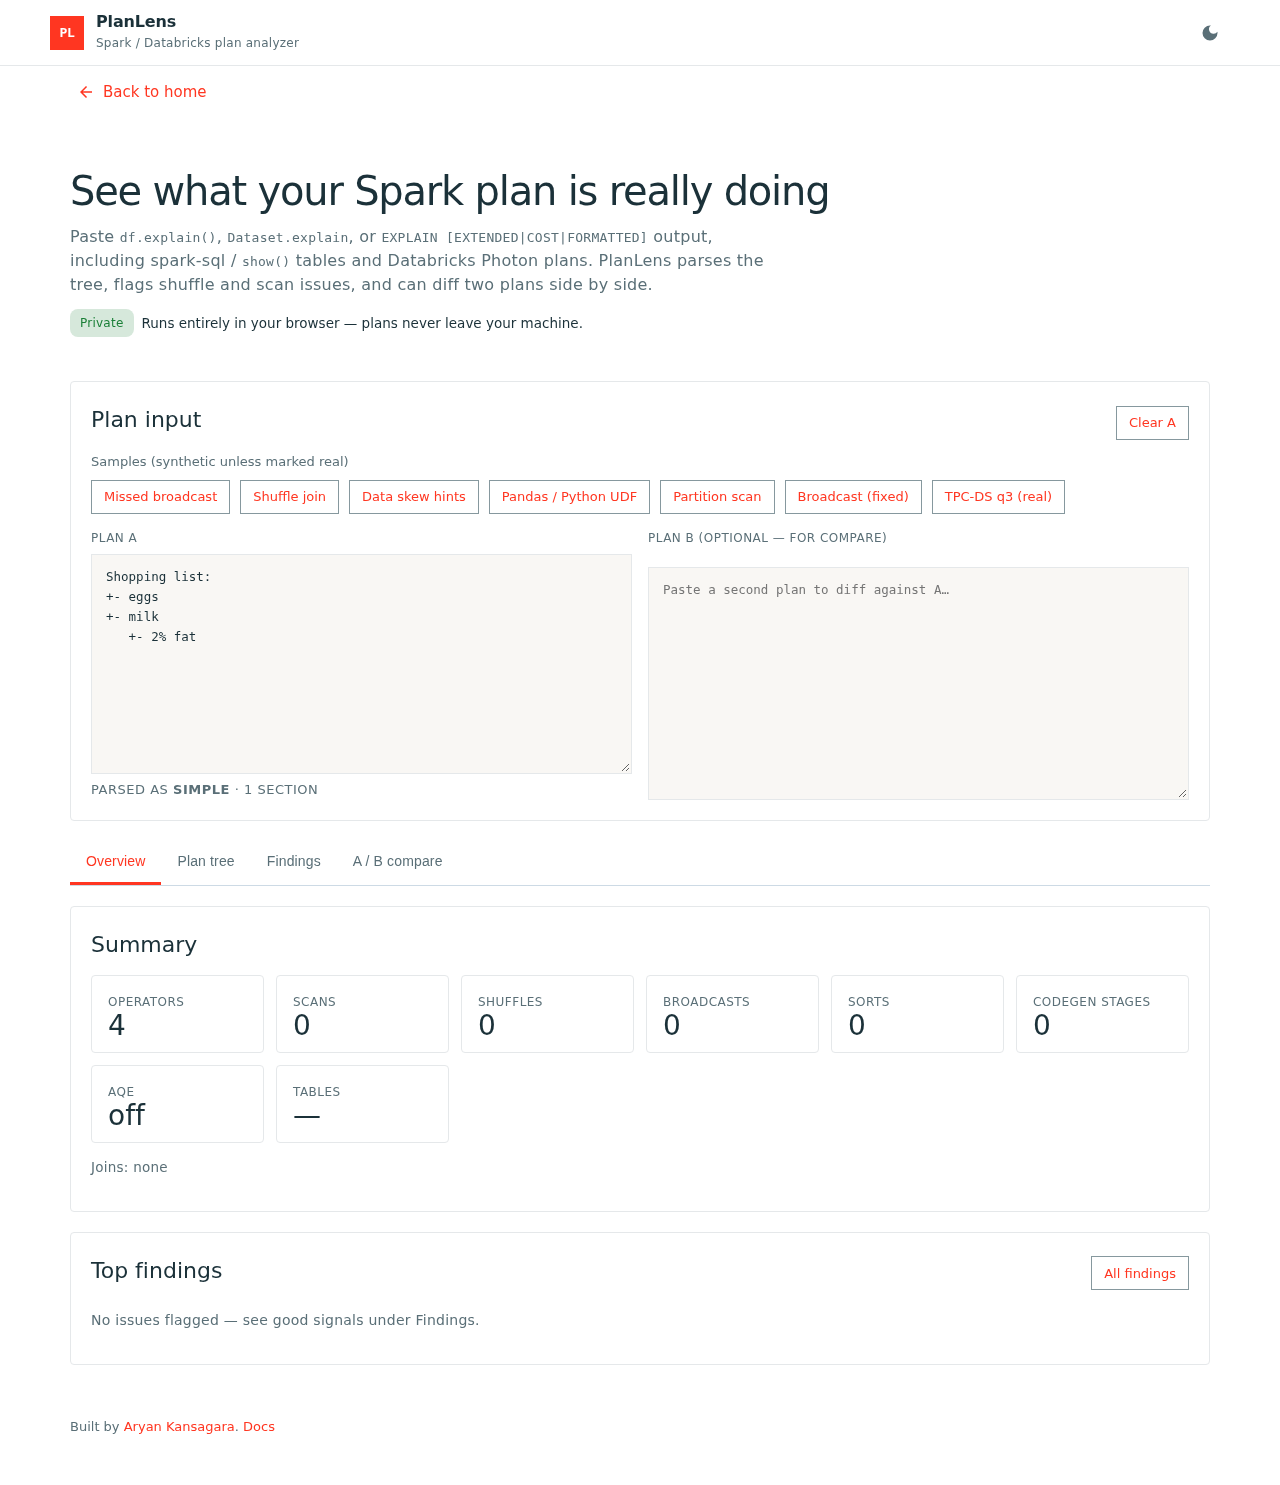 PL
PlanLens
Spark / Databricks plan analyzer
Back to home
See what your Spark plan is really doing
Paste df.explain(), Dataset.explain, or EXPLAIN [EXTENDED|COST|FORMATTED] output,
including spark-sql / show() tables and Databricks Photon plans. PlanLens parses the
tree, flags shuffle and scan issues, and can diff two plans side by side.
Private Runs entirely in your browser — plans never leave your machine.
Plan input
Clear A
Samples (synthetic unless marked real)
Missed broadcast Shuffle join Data skew hints Pandas / Python UDF Partition scan Broadcast (fixed) TPC-DS q3 (real)
PLAN A
Shopping list:
+- eggs
+- milk
   +- 2% fat
PARSED AS SIMPLE · 1 SECTION
PLAN B (OPTIONAL — FOR COMPARE)
Paste a second plan to diff against A…
Overview Plan tree Findings A / B compare
Summary
OPERATORS
4
SCANS
0
SHUFFLES
0
BROADCASTS
0
SORTS
0
CODEGEN STAGES
0
AQE
off
TABLES
—
Joins: none
Top findings
All findings
No issues flagged — see good signals under Findings.
Built by Aryan Kansagara. Docs